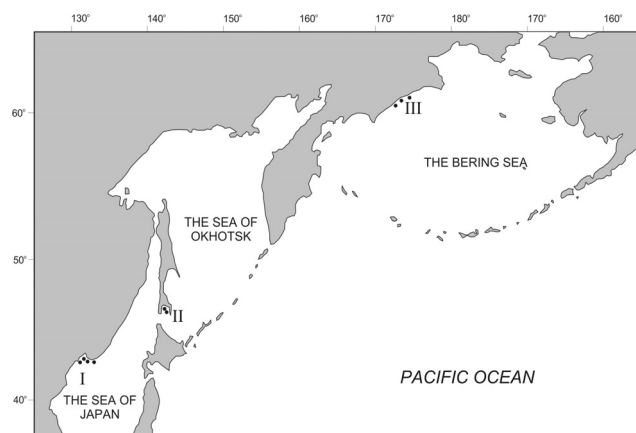 130° 140° 150° 160° 170° 180° 170° 160°
60°
III
THE BERING SEA
THE SEA OF
OKHOTSK
50°
II
I
THE SEA OF
JAPAN
40°
PACIFIC OCEAN